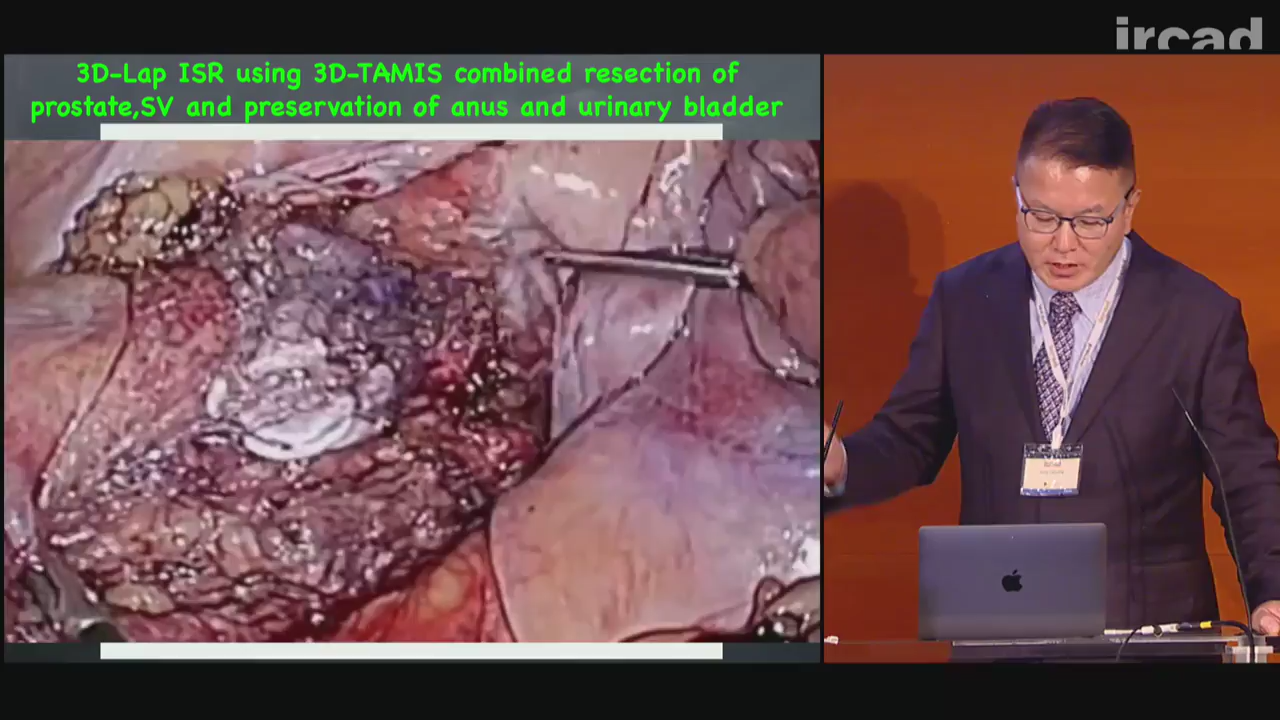 ircad
3D-Lap ISR using 3D-TAMIS combined resection of
prostate,SV and preservation of anus and urinary bladder